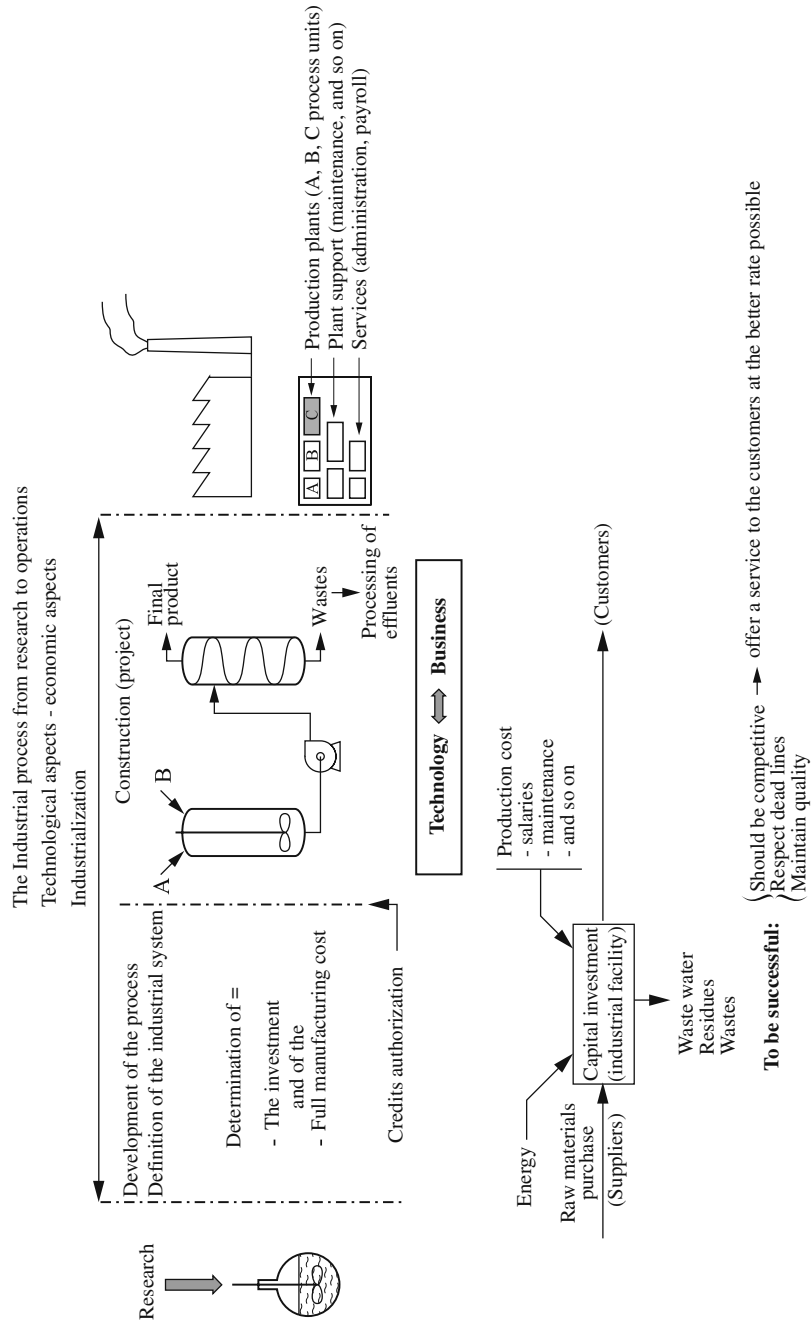 The Industrial process from research to operations
Technological aspects - economic aspects
Industrialization
Research
Development of the process
Definition of the industrial system
Determination of =
- The investment
and of the
- Full manufacturing cost
Credits authorization
Construction (project)
A
B
Final
product
Wastes
Processing of
effluents
A
B
C
Production plants (A, B, C process units)
Plant support (maintenance, and so on)
Services (administration, payroll)
Technology
Business
Energy
Raw materials
purchase
(Suppliers)
Production cost
- salaries
- maintenance
- and so on
Capital investment
(industrial facility)
(Customers)
Waste water
Residues
Wastes
To be successful:
Should be competitive
offer a service to the customers at the better rate possible
Respect dead lines
Maintain quality